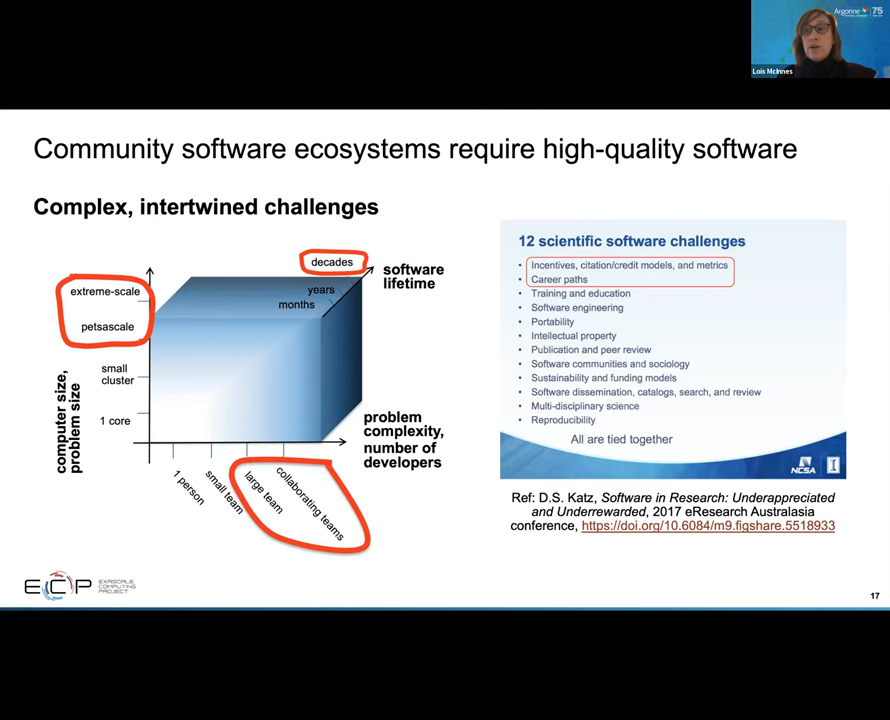 Argonne
75
Lois McInnes
Community software ecosystems require high-quality software
Complex, intertwined challenges
decades
software
lifetime
years
months
extreme-scale
petsascale
small
cluster
1 core
computer size,
problem size
problem
complexity,
number of
developers
1 person
small team
large team
collaborating teams
12 scientific software challenges
• Incentives, citation/credit models, and metrics
• Career paths
• Training and education
• Software engineering
• Portability
• Intellectual property
• Publication and peer review
• Software communities and sociology
• Sustainability and funding models
• Software dissemination, catalogs, search, and review
• Multi-disciplinary science
• Reproducibility
All are tied together
NCSA
I
Ref: D.S. Katz, Software in Research: Underappreciated
and Underrewarded, 2017 eResearch Australasia
conference, https://doi.org/10.6084/m9.figshare.5518933
ECP
EXASCALE
COMPUTING
PROJECT
17